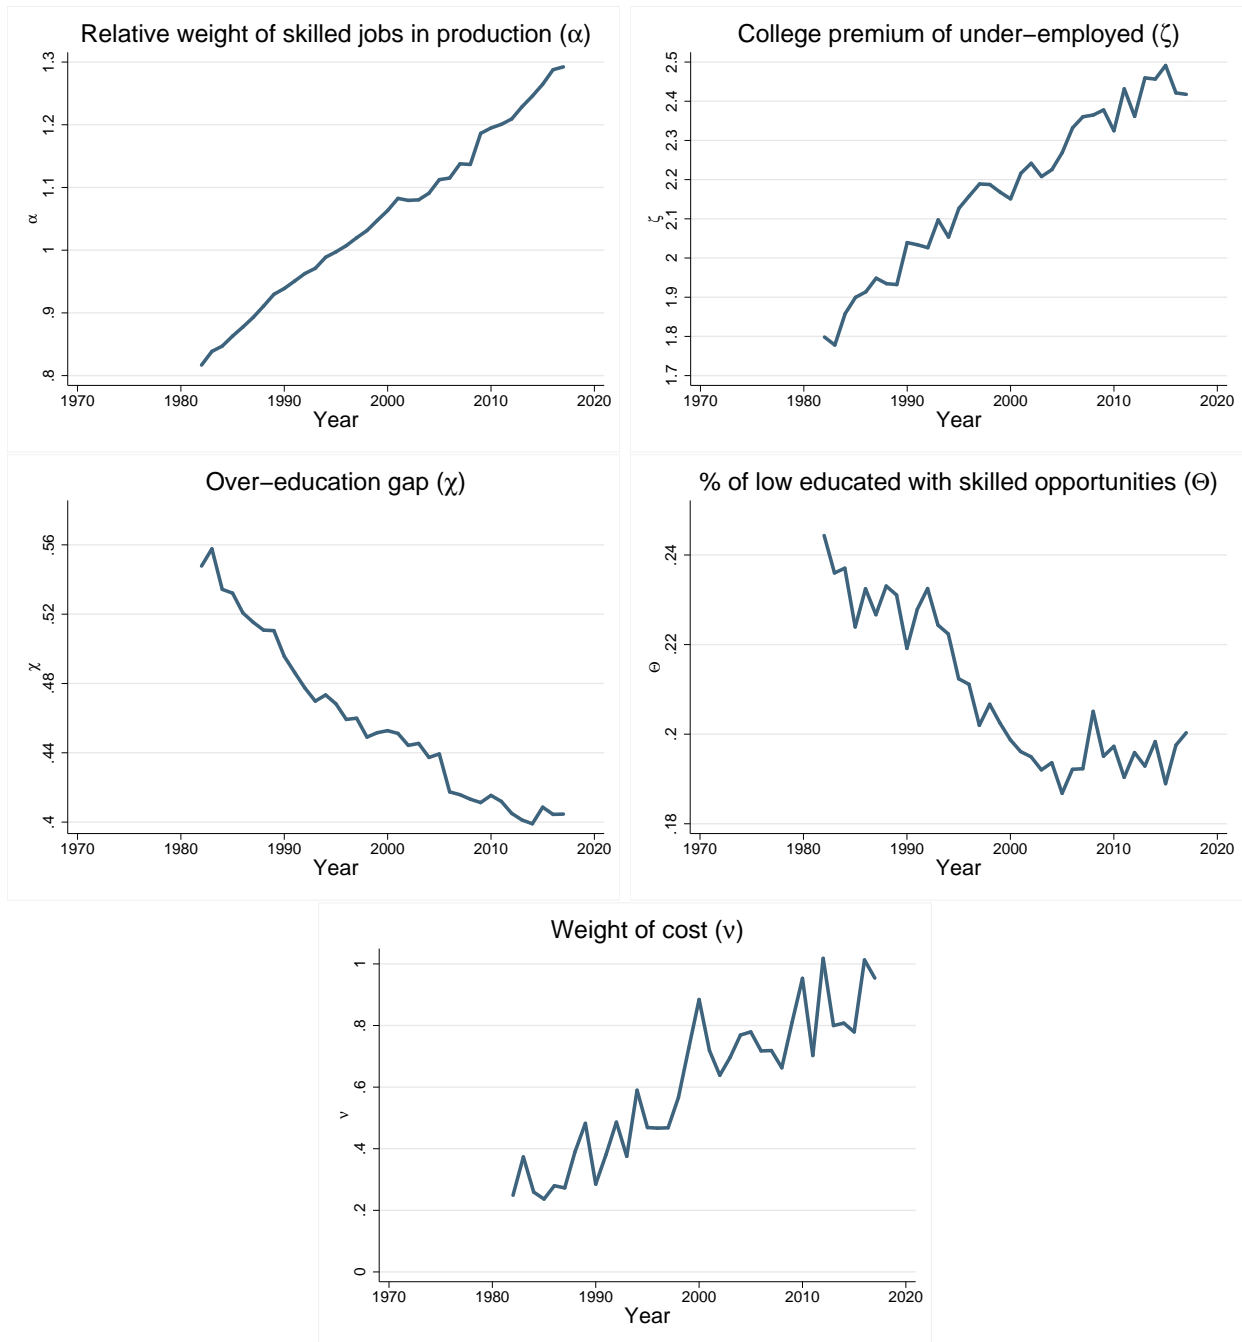 Relative weight of skilled jobs in production (α)
1.3
1.2
1.1
1
.9
.8
α
1970 1980 1990 2000 2010 2020
Year
College premium of under−employed (ζ)
2.5
2.4
2.3
2.2
2.1
2
1.9
1.8
1.7
ζ
1970 1980 1990 2000 2010 2020
Year
Over−education gap (χ)
.56
.52
.48
.44
.4
χ
1970 1980 1990 2000 2010 2020
Year
% of low educated with skilled opportunities (Θ)
.24
.22
.2
.18
Θ
1970 1980 1990 2000 2010 2020
Year
Weight of cost (ν)
1
.8
.6
.4
.2
0
ν
1970 1980 1990 2000 2010 2020
Year